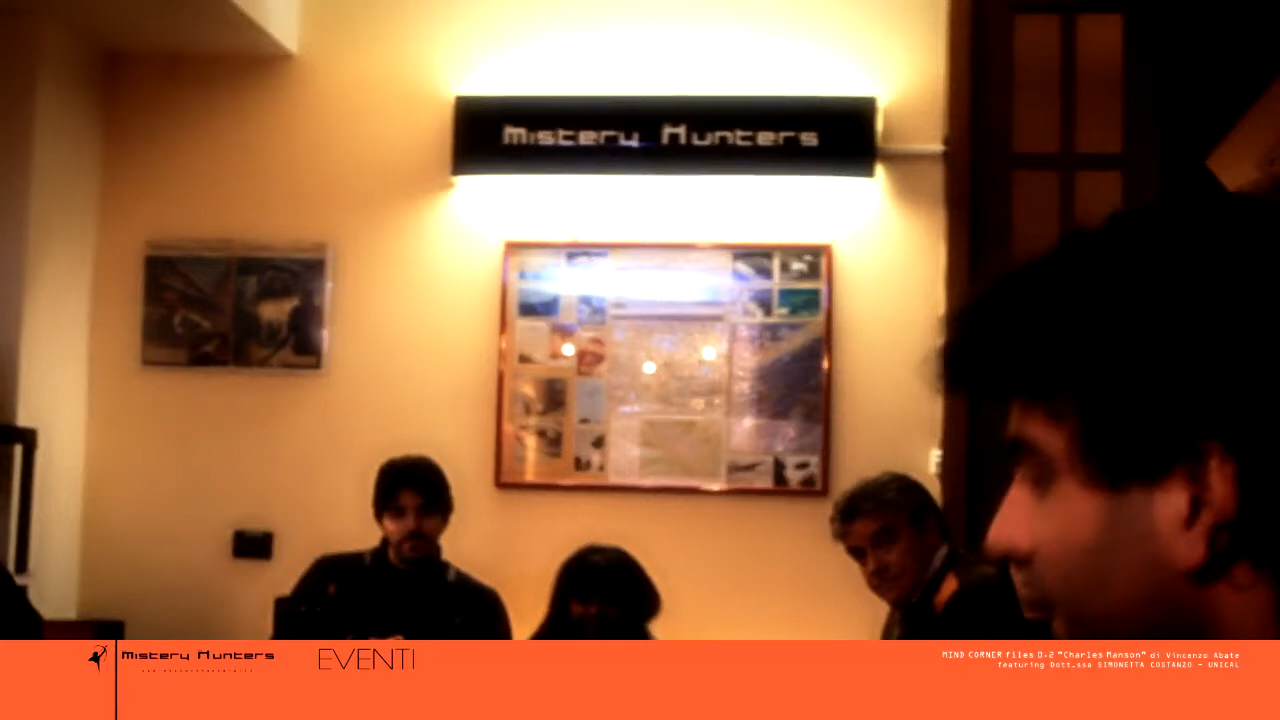 Mistery Hunters
Mistery Hunters
EVENTI
MIND CORNER files 0.2 "Charles Manson" di Vincenzo Abate
featuring Dott.ssa SIMONETTA COSTANZO - UNICAL